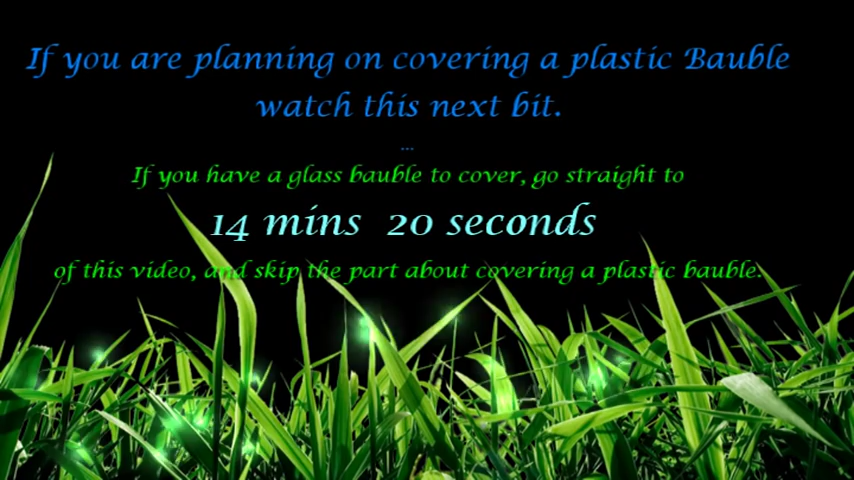 If you are planning on covering a plastic Bauble
watch this next bit.
...
If you have a glass bauble to cover, go straight to
14 mins 20 seconds
of this video, and skip the part about covering a plastic bauble.